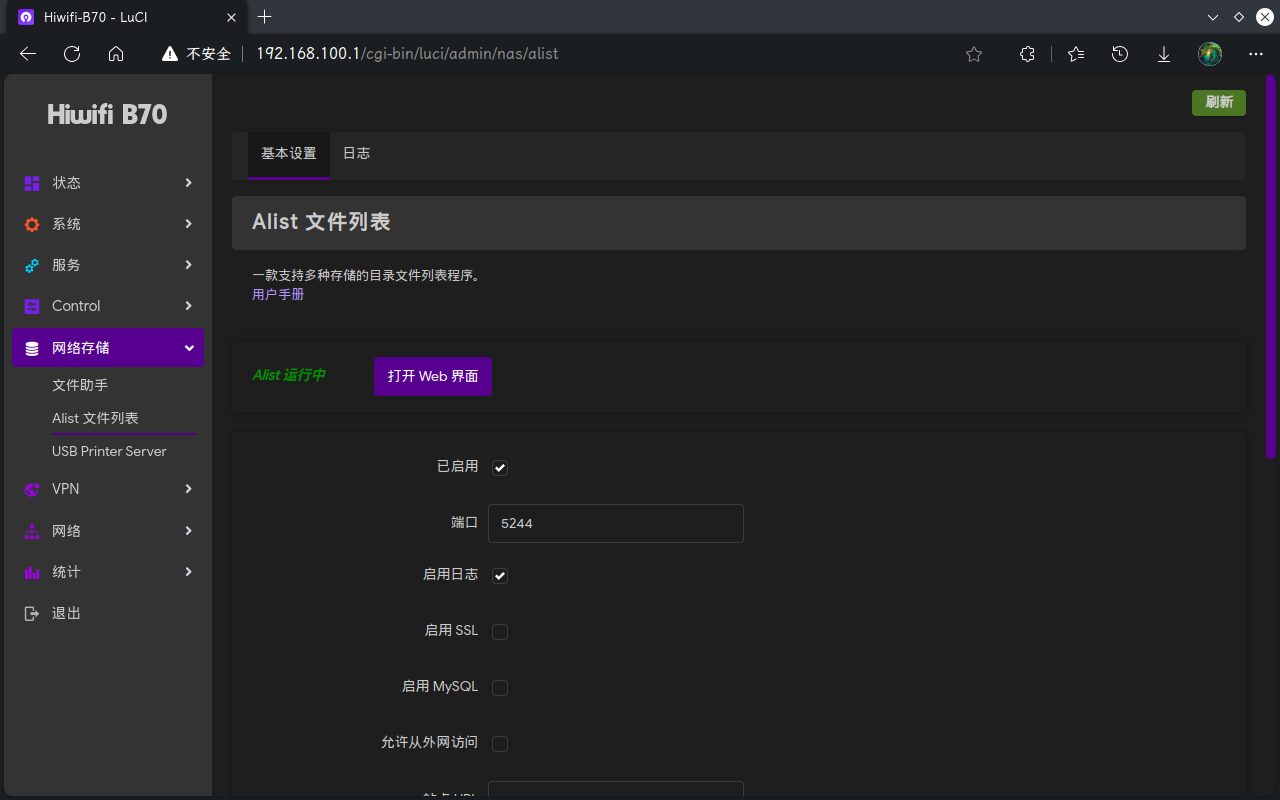 Hiwifi-B70 - LuCI
不安全
192.168.100.1/cgi-bin/luci/admin/nas/alist
Hiwifi B70
状态
系统
服务
Control
网络存储
文件助手
Alist 文件列表
USB Printer Server
VPN
网络
统计
退出
刷新
基本设置
日志
Alist 文件列表
一款支持多种存储的目录文件列表程序。
用户手册
Alist 运行中
打开 Web 界面
已启用
端口
5244
启用日志
启用 SSL
启用 MySQL
允许从外网访问